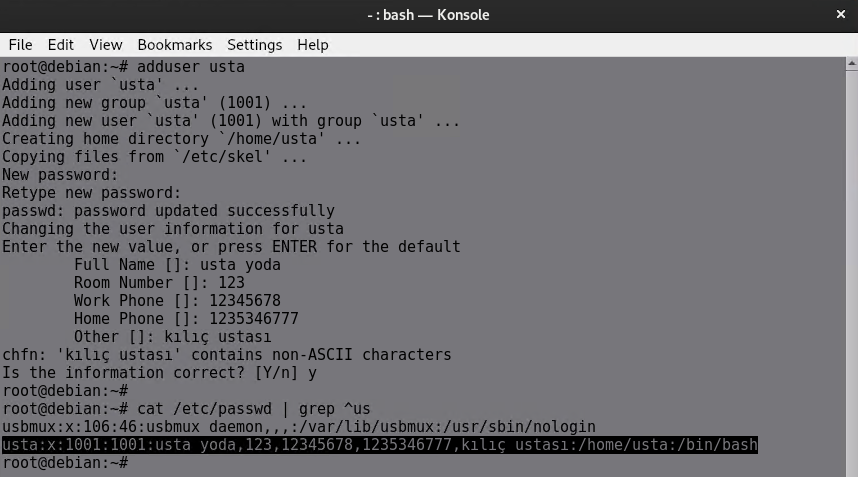 - : bash — Konsole
File Edit View Bookmarks Settings Help
root@debian:~# adduser usta
Adding user `usta' ...
Adding new group `usta' (1001) ...
Adding new user `usta' (1001) with group `usta' ...
Creating home directory `/home/usta' ...
Copying files from `/etc/skel' ...
New password:
Retype new password:
passwd: password updated successfully
Changing the user information for usta
Enter the new value, or press ENTER for the default
        Full Name []: usta yoda
        Room Number []: 123
        Work Phone []: 12345678
        Home Phone []: 1235346777
        Other []: kılıç ustası
chfn: 'kılıç ustası' contains non-ASCII characters
Is the information correct? [Y/n] y
root@debian:~#
root@debian:~# cat /etc/passwd | grep ^us
usbmux:x:106:46:usbmux daemon,,,:/var/lib/usbmux:/usr/sbin/nologin
usta:x:1001:1001:usta yoda,123,12345678,1235346777,kılıç ustası:/home/usta:/bin/bash
root@debian:~#